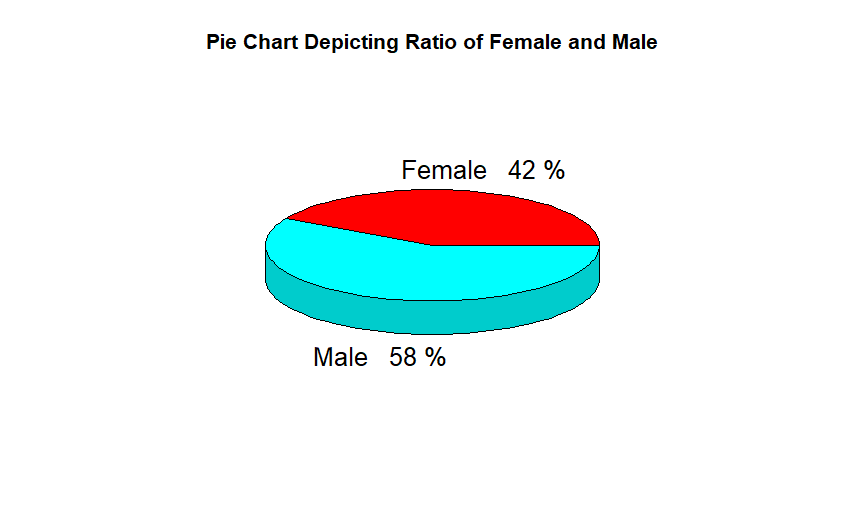 Pie Chart Depicting Ratio of Female and Male
Female 42 %
Male 58 %